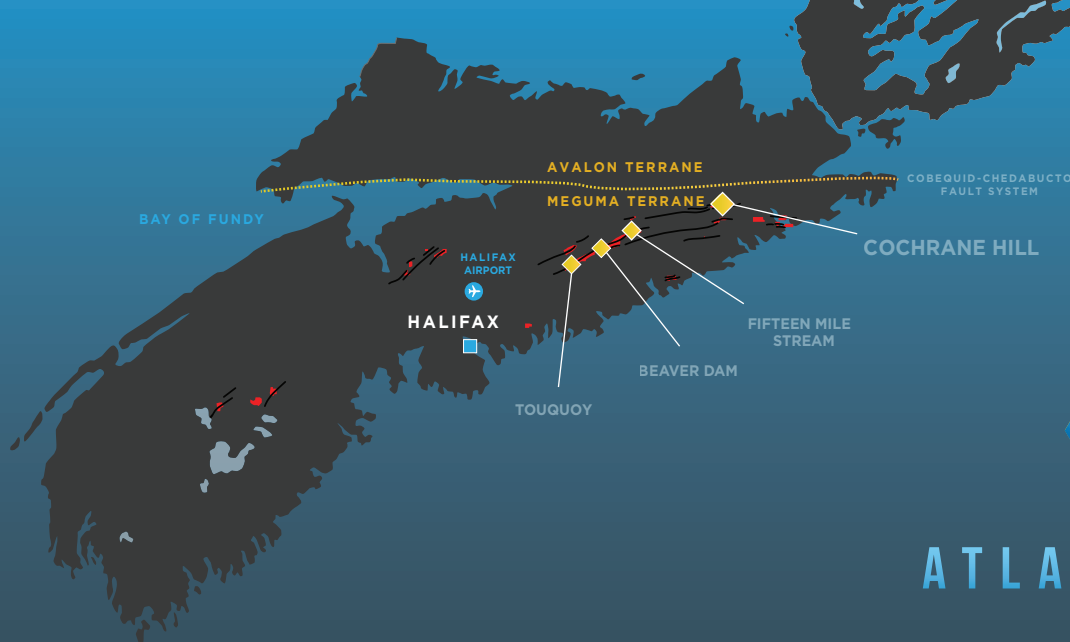 AVALON TERRANE
COBEQUID-CHEDABUCTO
FAULT SYSTEM
MEGUMA TERRANE
BAY OF FUNDY
COCHRANE HILL
HALIFAX
AIRPORT
HALIFAX
FIFTEEN MILE
STREAM
BEAVER DAM
TOUQUOY
ATLA